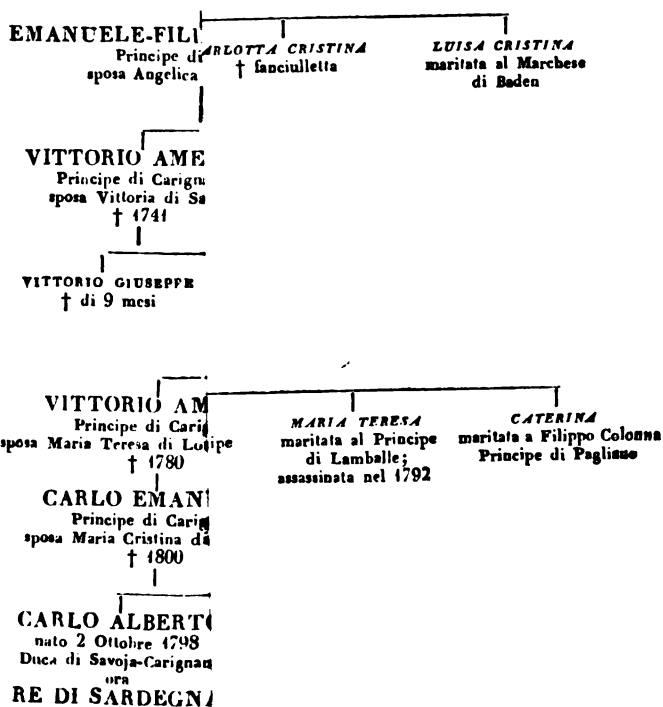 EMANUELE-FILI
Principe di
sposa Angelica
ARLOTTA CRISTINA
† fanciulletta
LUISA CRISTINA
maritata al Marchese
di Baden
VITTORIO AME
Principe di Carign
sposa Vittoria di Sa
† 1741
VITTORIO GIUSEPPE
† di 9 mesi
VITTORIO AM
Principe di Cari
sposa Maria Teresa di
† 1780
MARIA TERESA
maritata al Principe
di Lamballe;
assassinata nel 1792
CATERINA
maritata a Filippo Colonna
Principe di Pagliano
CARLO EMAN
Principe di Cari
sposa Maria Cristina d
† 1800
CARLO ALBERTO
nato 2 Ottobre 1798
Duca di Savoja-Carignan
ora
RE DI SARDEGNA